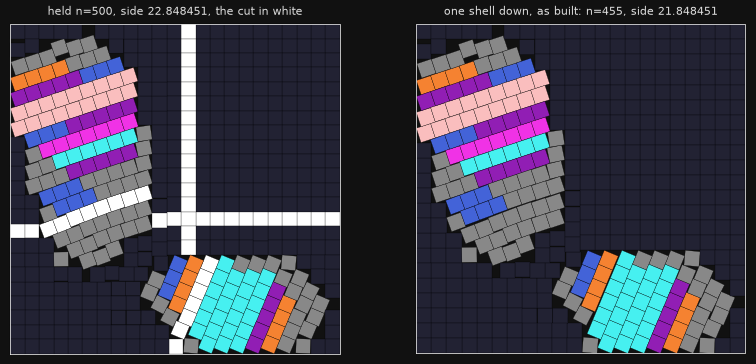 held n=500, side 22.848451, the cut in white
one shell down, as built: n=455, side 21.848451